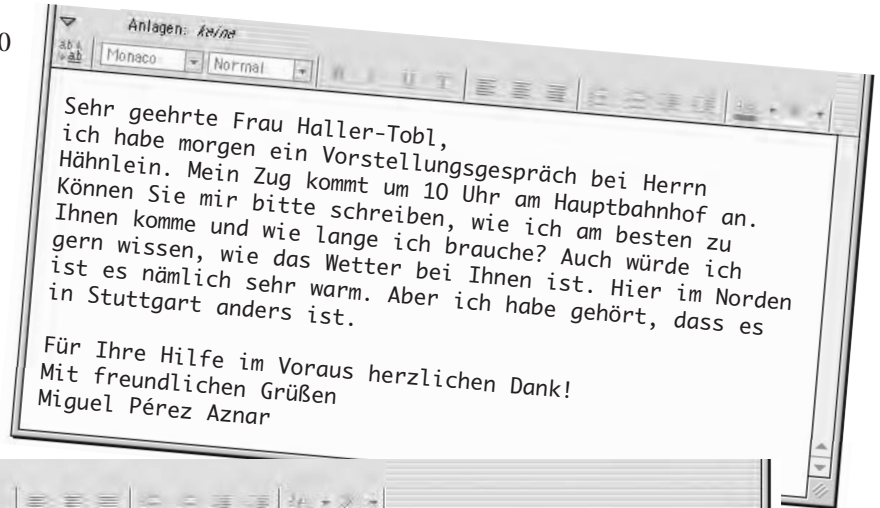 0
Anlagen: keine
Monaco Normal
Sehr geehrte Frau Haller-Tobl,
ich habe morgen ein Vorstellungsgespräch bei Herrn
Hähnlein. Mein Zug kommt um 10 Uhr am Hauptbahnhof an.
Können Sie mir bitte schreiben, wie ich am besten zu
Ihnen komme und wie lange ich brauche? Auch würde ich
gern wissen, wie das Wetter bei Ihnen ist. Hier im Norden
ist es nämlich sehr warm. Aber ich habe gehört, dass es
in Stuttgart anders ist.
Für Ihre Hilfe im Voraus herzlichen Dank!
Mit freundlichen Grüßen
Miguel Pérez Aznar